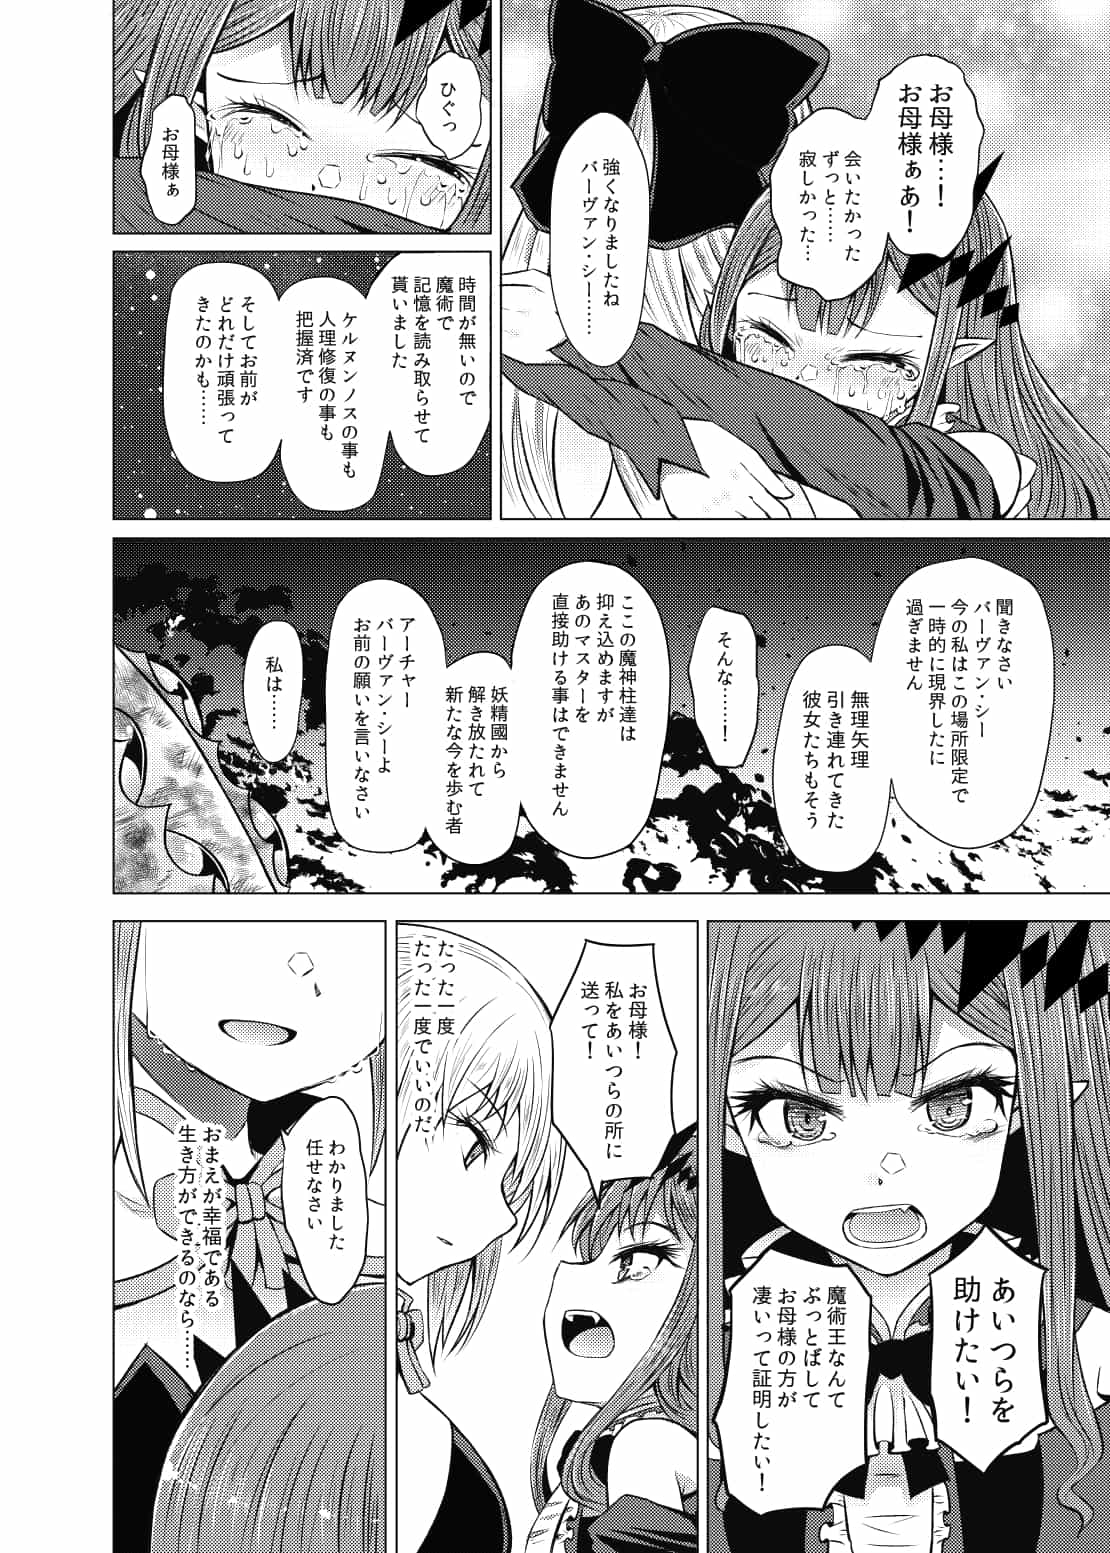 お母様…！
お母様ぁあ！
会いたかった
ずっと……
寂しかった…
強くなりましたね
バーヴァン・シー……
ひぐっ
お母様ぁ
時間が無いので
魔術で
記憶を読み取らせて
貰いました
ケルヌンノスの事も
人理修復の事も
把握済です
そしてお前が
どれだけ頑張って
きたのかも……
聞きなさい
バーヴァン・シー
今の私はこの場所限定で
一時的に現界したに
過ぎません
無理矢理
引き連れてきた
彼女たちもそう
そんな……！
ここの魔神柱達は
抑え込めますが
あのマスターを
直接助ける事はできません
妖精國から
解き放たれて
新たな今を歩む者
アーチャー
バーヴァン・シーよ
お前の願いを言いなさい
私は……
あいつらを
助けたい！
魔術王なんて
ぶっとばして
お母様の方が
凄いって証明したい！
お母様！
私をあいつらの所に
送って！
たった一度
たった一度でいいのだ
わかりました
任せなさい
おまえが幸福である
生き方ができるのなら……